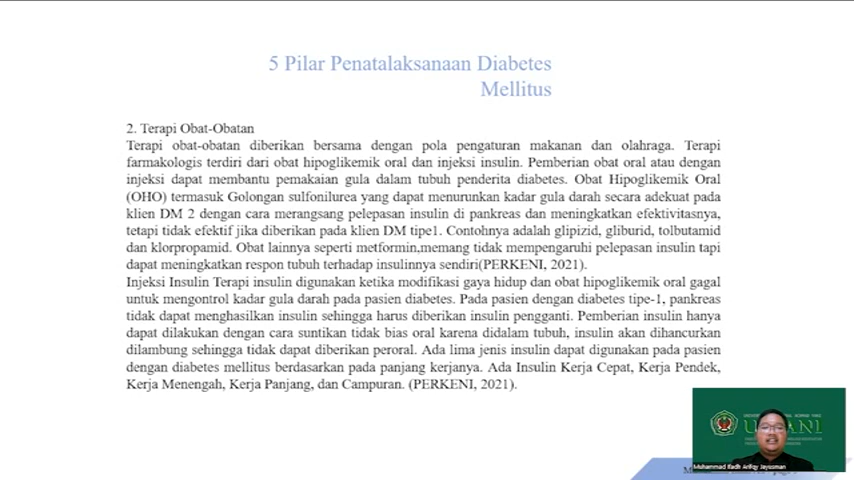 5 Pilar Penatalaksanaan Diabetes
Mellitus
2. Terapi Obat-Obatan
Terapi obat-obatan diberikan bersama dengan pola pengaturan makanan dan olahraga. Terapi
farmakologis terdiri dari obat hipoglikemik oral dan injeksi insulin. Pemberian obat oral atau dengan
injeksi dapat membantu pemakaian gula dalam tubuh penderita diabetes. Obat Hipoglikemik Oral
(OHO) termasuk Golongan sulfonilurea yang dapat menurunkan kadar gula darah secara adekuat pada
klien DM 2 dengan cara merangsang pelepasan insulin di pankreas dan meningkatkan efektivitasnya,
tetapi tidak efektif jika diberikan pada klien DM tipe1. Contohnya adalah glipizid, gliburid, tolbutamid
dan klorpropamid. Obat lainnya seperti metformin,memang tidak mempengaruhi pelepasan insulin tapi
dapat meningkatkan respon tubuh terhadap insulinnya sendiri(PERKENI, 2021).
Injeksi Insulin Terapi insulin digunakan ketika modifikasi gaya hidup dan obat hipoglikemik oral gagal
untuk mengontrol kadar gula darah pada pasien diabetes. Pada pasien dengan diabetes tipe-1, pankreas
tidak dapat menghasilkan insulin sehingga harus diberikan insulin pengganti. Pemberian insulin hanya
dapat dilakukan dengan cara suntikan tidak bias oral karena didalam tubuh, insulin akan dihancurkan
dilambung sehingga tidak dapat diberikan peroral. Ada lima jenis insulin dapat digunakan pada pasien
dengan diabetes mellitus berdasarkan pada panjang kerjanya. Ada Insulin Kerja Cepat, Kerja Pendek,
Kerja Menengah, Kerja Panjang, dan Campuran. (PERKENI, 2021).
Muhammad Radh Arifqy Jayusman